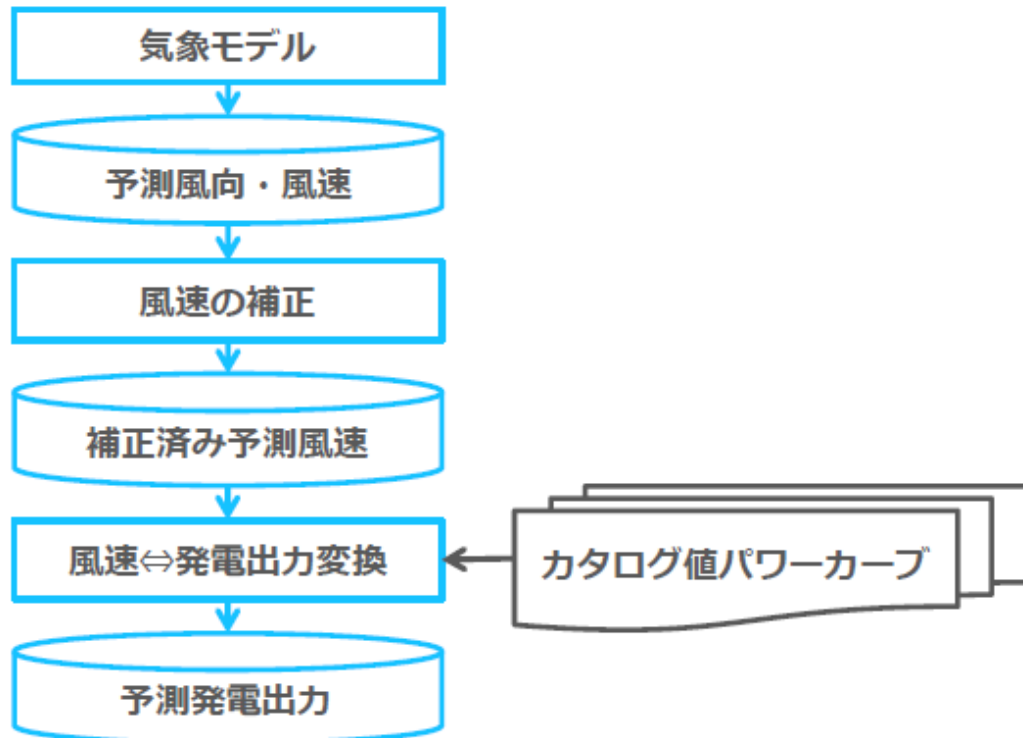 気象モデル
予測風向・風速
風速の補正
補正済み予測風速
風速⇔発電出力変換
カタログ値パワーカーブ
予測発電出力